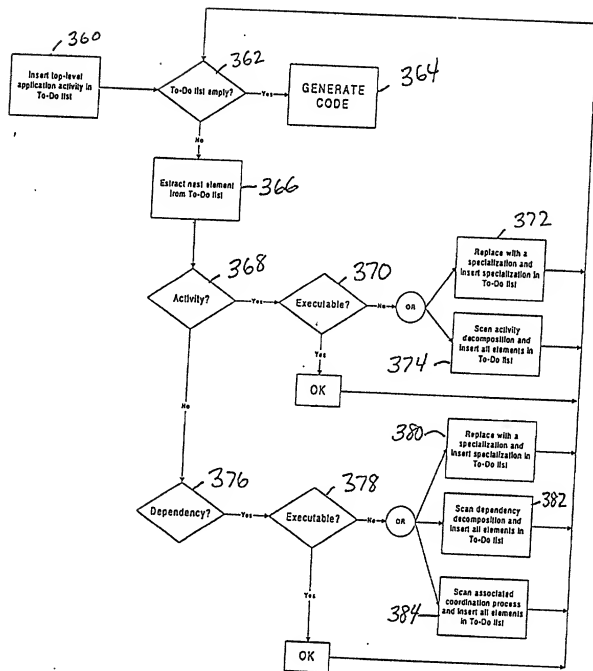 360
Insert top-level
application activity in
To-Do list
362
To-Do list empty?
Yes
GENERATE
CODE
364
No
Extract next element
from To-Do list
366
Activity?
368
Yes
Executable?
370
No
OR
372
Replace with a
specialization and
insert specialization in
To-Do list
Scan activity
decomposition and
insert all elements in
To-Do list
374
Yes
OK
No
Dependency?
376
Yes
Executable?
378
No
OR
380
Replace with a
specialization and
insert specialization in
To-Do list
382
Scan dependency
decomposition and
insert all elements in
To-Do list
Scan associated
coordination process
and insert all elements
in To-Do list
384
Yes
OK